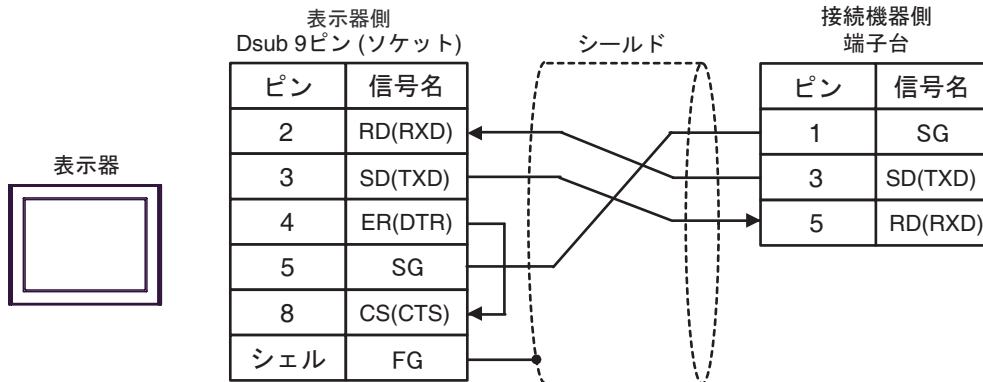 表示器側
Dsub 9ピン (ソケット)
シールド
接続機器側
端子台
ピン 信号名
2 RD(RXD)
3 SD(TXD)
4 ER(DTR)
5 SG
8 CS(CTS)
シェル FG
ピン 信号名
1 SG
3 SD(TXD)
5 RD(RXD)
表示器